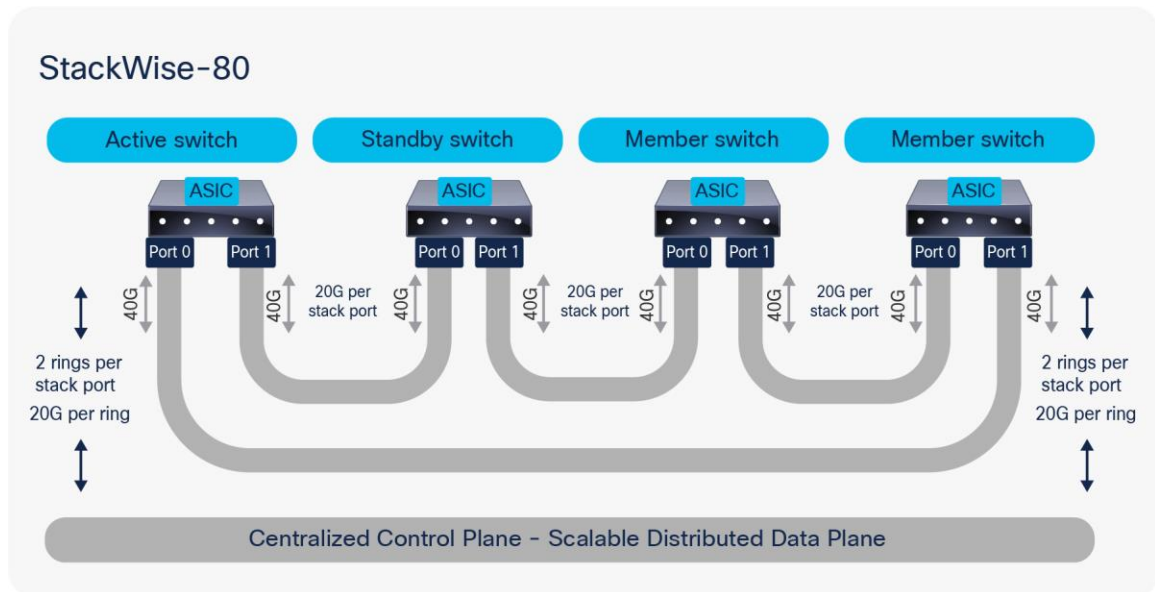 StackWise-80
Active switch
Standby switch
Member switch
Member switch
ASIC
ASIC
ASIC
ASIC
Port 0
Port 1
Port 0
Port 1
Port 0
Port 1
Port 0
Port 1
40G
40G
20G per
stack port
40G
40G
20G per
stack port
40G
40G
20G per
stack port
40G
40G
2 rings per
stack port
20G per ring
2 rings per
stack port
20G per ring
Centralized Control Plane - Scalable Distributed Data Plane